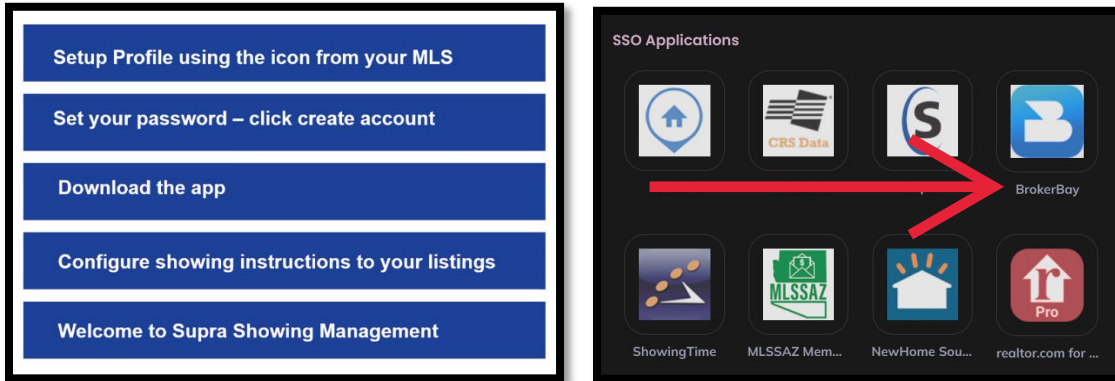 Setup Profile using the icon from your MLS
Set your password – click create account
Download the app
Configure showing instructions to your listings
Welcome to Supra Showing Management
SSO Applications
CRS Data
S
BrokerBay
MLSSAZ
r
Pro
ShowingTime
MLSSAZ Mem...
NewHome Sou...
realtor.com for ...